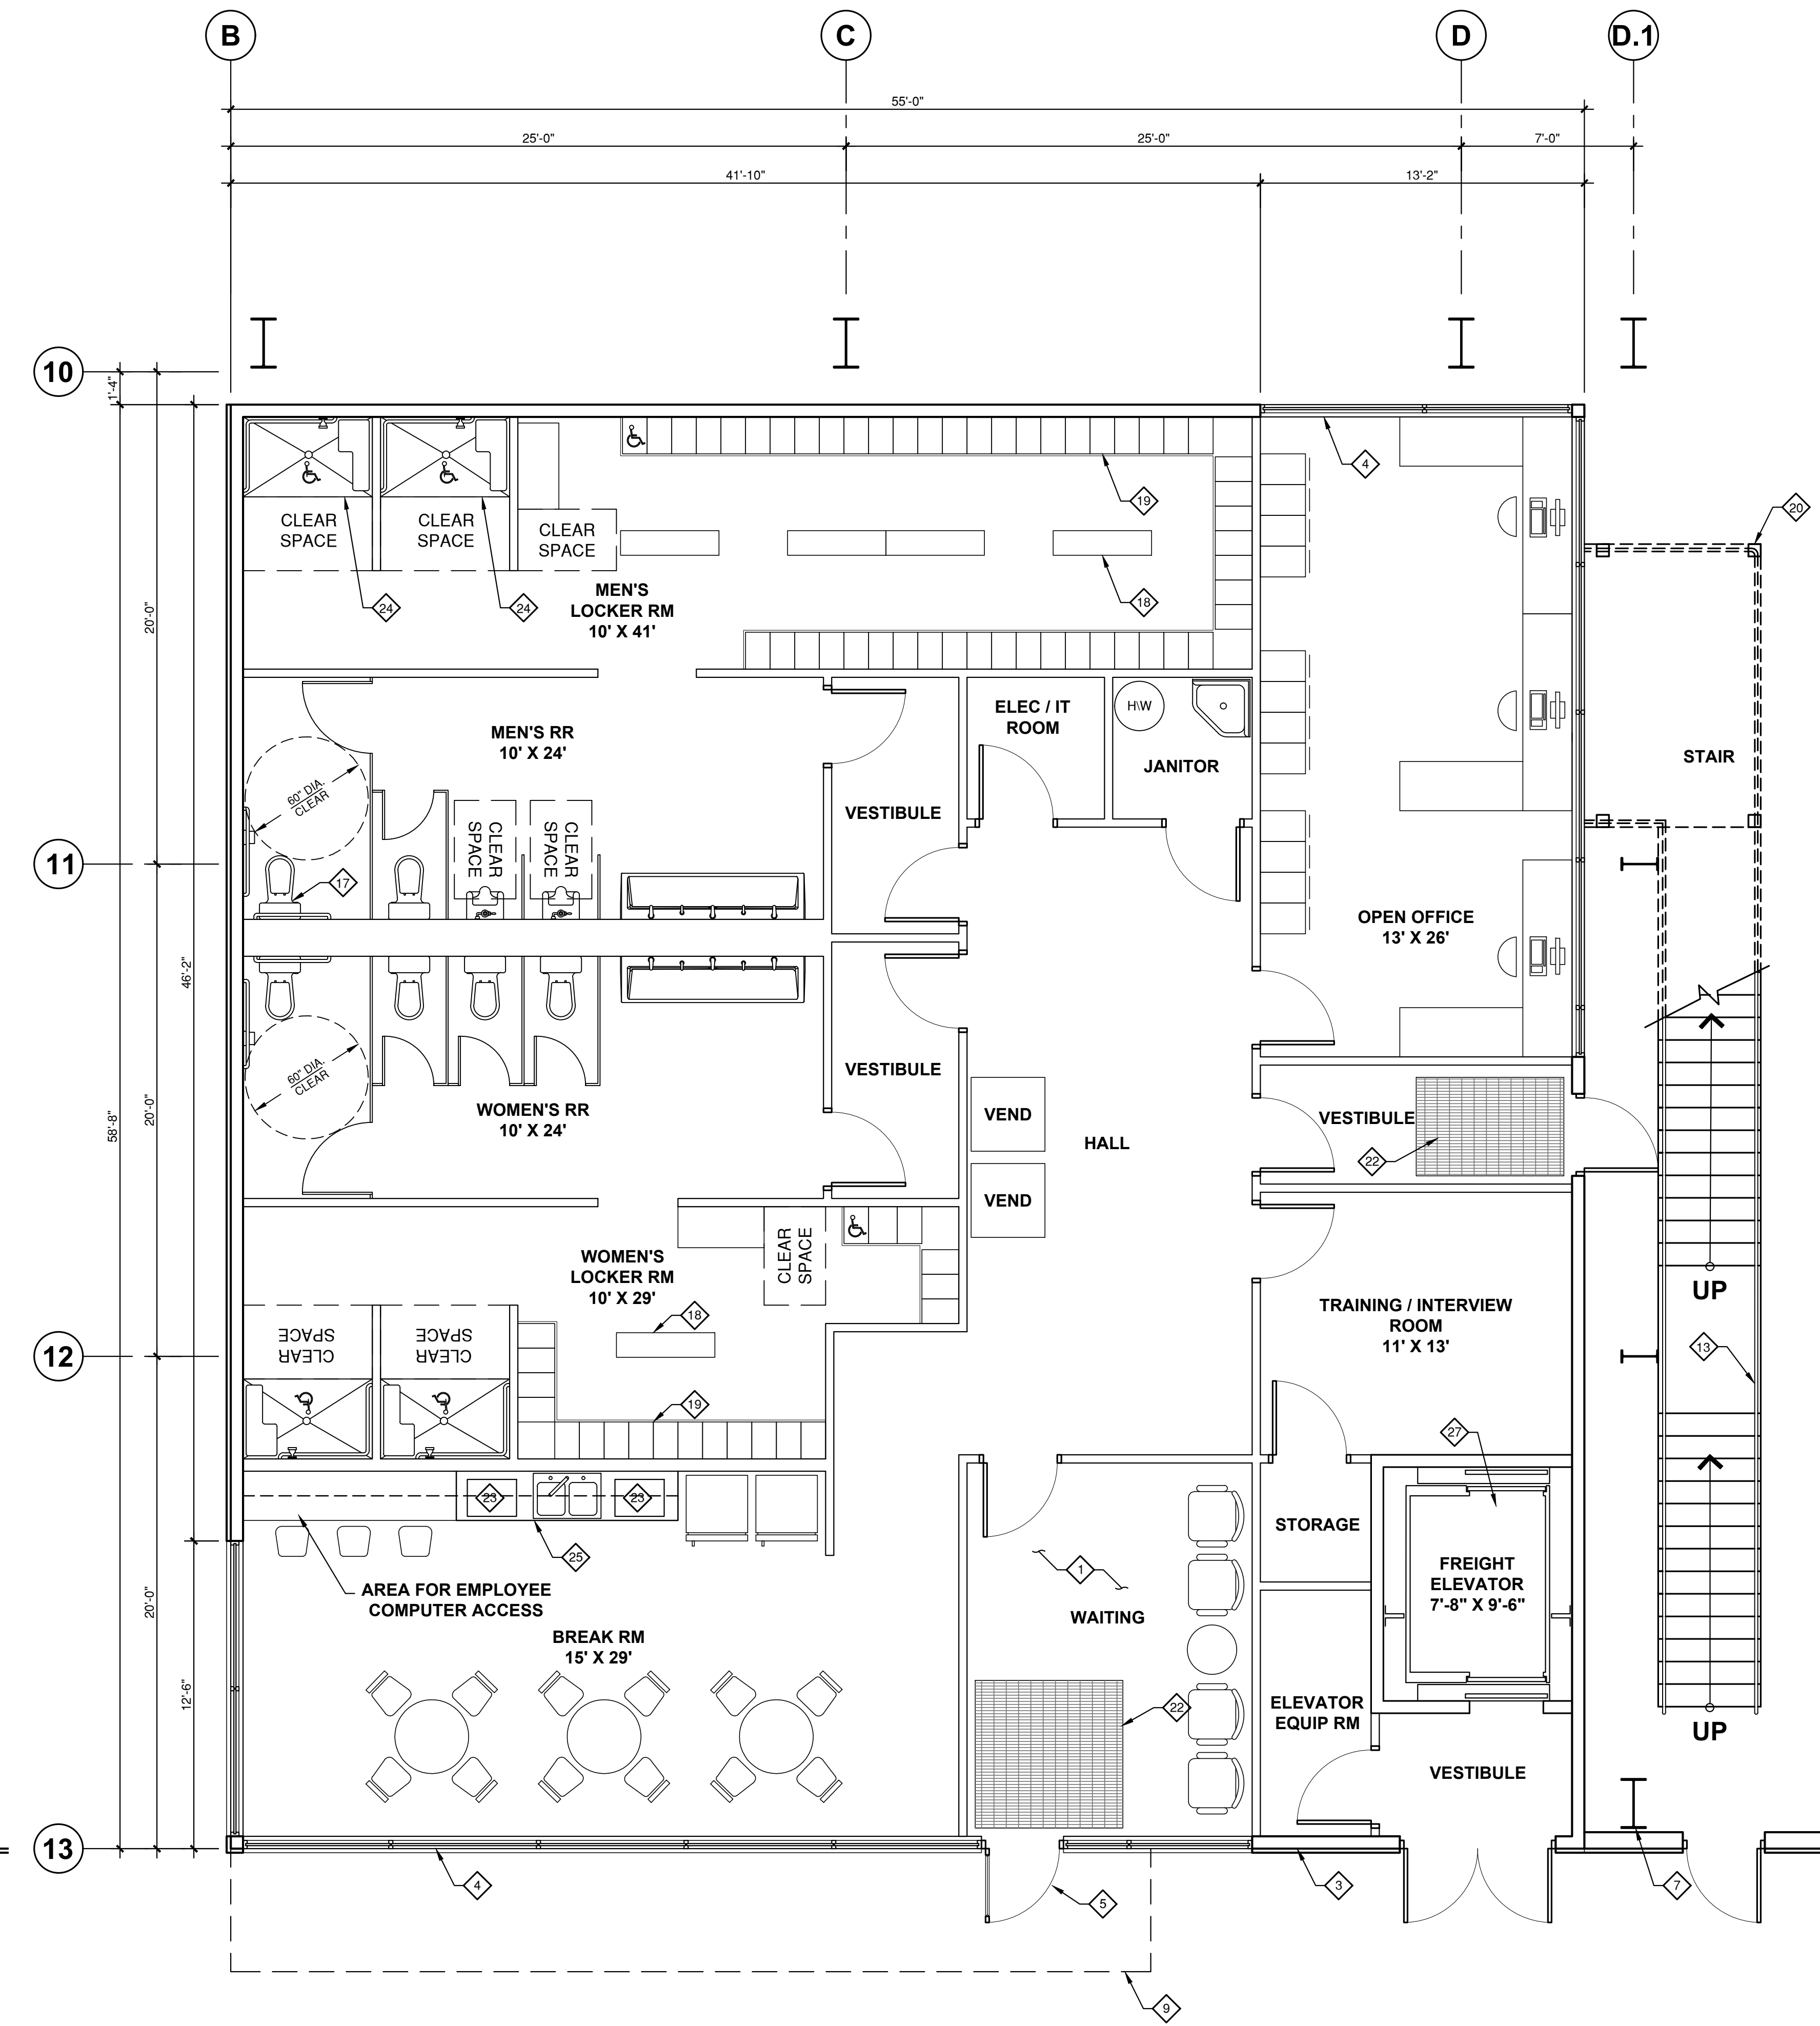 B
C
D
D.1
55'-0"
25'-0"
25'-0"
7'-0"
41'-10"
13'-2"
10
1'-4"
4
19
20
CLEAR
SPACE
CLEAR
SPACE
CLEAR
SPACE
24
24
18
MEN'S
LOCKER RM
10' X 41'
20'-0"
MEN'S RR
10' X 24'
ELEC / IT
ROOM
H\W
JANITOR
STAIR
60" DIA.
CLEAR
CLEAR
SPACE
CLEAR
SPACE
VESTIBULE
11
17
OPEN OFFICE
13' X 26'
46'-2"
60" DIA.
CLEAR
VESTIBULE
WOMEN'S RR
10' X 24'
58'-8"
20'-0"
VEND
HALL
VESTIBULE
22
VEND
WOMEN'S
LOCKER RM
10' X 29'
CLEAR
SPACE
18
UP
TRAINING / INTERVIEW
ROOM
11' X 13'
12
CLEAR
SPACE
CLEAR
SPACE
13
19
27
23
23
25
STORAGE
1
FREIGHT
ELEVATOR
7'-8" X 9'-6"
AREA FOR EMPLOYEE
COMPUTER ACCESS
WAITING
20'-0"
BREAK RM
15' X 29'
12'-6"
22
ELEVATOR
EQUIP RM
UP
VESTIBULE
13
4
5
3
7
9